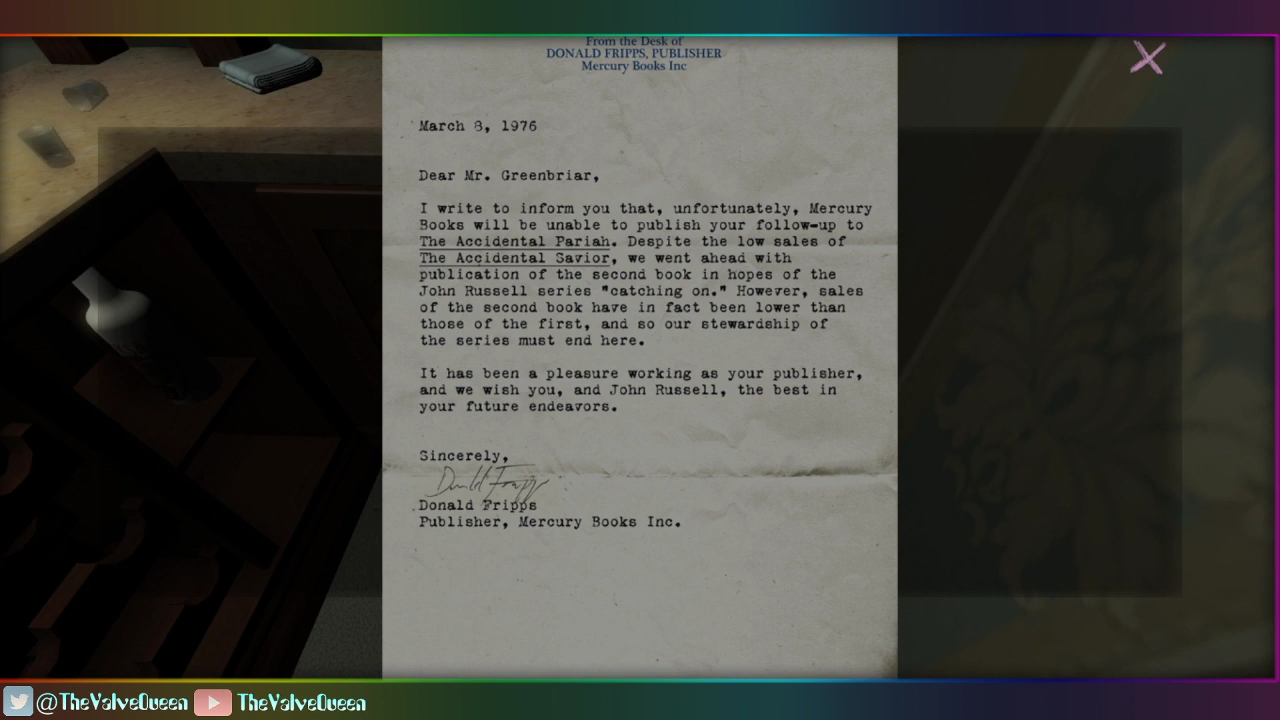 From the Desk of
DONALD FRIPPS, PUBLISHER
Mercury Books Inc
March 8, 1976
Dear Mr. Greenbriar,
I write to inform you that, unfortunately, Mercury
Books will be unable to publish your follow-up to
The Accidental Pariah. Despite the low sales of
The Accidental Savior, we went ahead with
publication of the second book in hopes of the
John Russell series "catching on." However, sales
of the second book have in fact been lower than
those of the first, and so our stewardship of
the series must end here.
It has been a pleasure working as your publisher,
and we wish you, and John Russell, the best in
your future endeavors.
Sincerely,
Donald Fripps
Donald Fripps
Publisher, Mercury Books Inc.
@TheValveQueen TheValveQueen